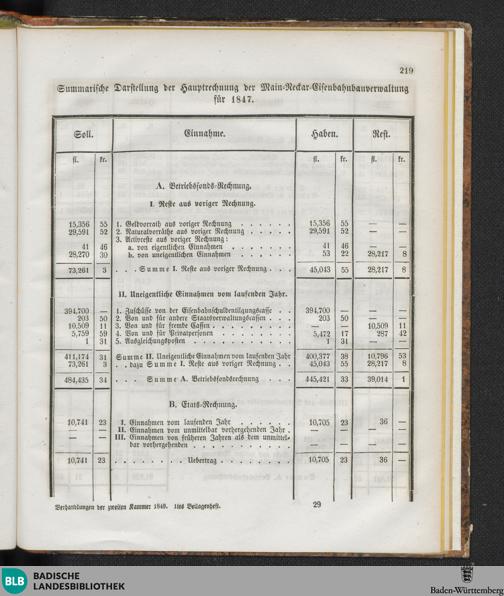 219
Summarische Darstellung der Hauptrechnung der Main-Neckar-Eisenbahnbauverwaltung
für 1847.
Soll. Einnahme. Haben. Rest.
fl. kr. fl. kr. fl. kr.
A. Betriebsfonds-Rechnung.
I. Reste aus voriger Rechnung.
15,356 55 1. Geldvorrath aus voriger Rechnung . . . . . 15,356 55 — —
29,591 52 2. Naturalvorräthe aus voriger Rechnung . . . . 29,591 52 — —
3. Activreste aus voriger Rechnung:
41 46 a. von eigentlichen Einnahmen . . . . . . 41 46 — —
28,270 30 b. von uneigentlichen Einnahmen . . . . . 53 22 28,217 8
73,261 3 . . . Summe I. Reste aus voriger Rechnung . . . 45,043 55 28,217 8
II. Uneigentliche Einnahmen vom laufenden Jahr.
394,700 — 1. Zuschüsse von der Eisenbahnschuldentilgungscasse . . 394,700 — — —
203 50 2. Von und für andere Staatsverwaltungscassen . . 203 50 — —
10,509 11 3. Von und für fremde Cassen . . . . . . . — — 10,509 11
5,759 59 4. Von und für Privatpersonen . . . . . . 5,472 17 287 42
1 31 5. Ausgleichungsposten . . . . . . . . 1 31 — —
411,174 31 Summe II. Uneigentliche Einnahmen vom laufenden Jahr 400,377 38 10,796 53
73,261 3 . . dazu Summe I. Reste aus voriger Rechnung . . 45,043 55 28,217 8
484,435 34 . . . Summe A. Betriebsfondsrechnung . . . 445,421 33 39,014 1
B. Etats-Rechnung.
10,741 23 I. Einnahmen vom laufenden Jahr . . . . . 10,705 23 36 —
— — II. Einnahmen vom unmittelbar vorhergehenden Jahr . — — — —
— — III. Einnahmen von früheren Jahren als dem unmittel-
bar vorhergehenden . . . . . . . . — — — —
10,741 23 . . . . . . . . Uebertrag . . . . . . . 10,705 23 36 —
Verhandlungen der zweiten Kammer 1849. 1tes Beilagenheft. 29
BLB BADISCHE
LANDESBIBLIOTHEK
Baden-Württemberg